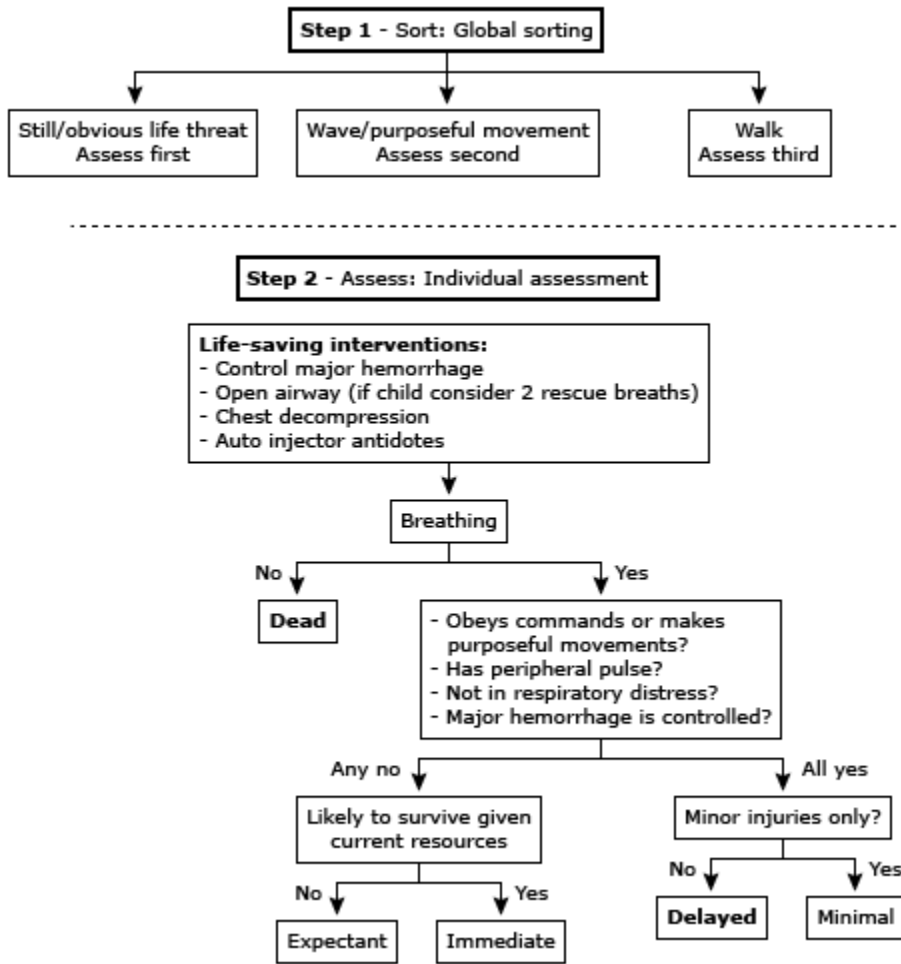 Step 1 - Sort: Global sorting
Still/obvious life threat
Assess first
Wave/purposeful movement
Assess second
Walk
Assess third
Step 2 - Assess: Individual assessment
Life-saving interventions:
- Control major hemorrhage
- Open airway (if child consider 2 rescue breaths)
- Chest decompression
- Auto injector antidotes
Breathing
No
Yes
Dead
- Obeys commands or makes
purposeful movements?
- Has peripheral pulse?
- Not in respiratory distress?
- Major hemorrhage is controlled?
Any no
All yes
Likely to survive given
current resources
Minor injuries only?
No
Yes
No
Yes
Expectant
Immediate
Delayed
Minimal